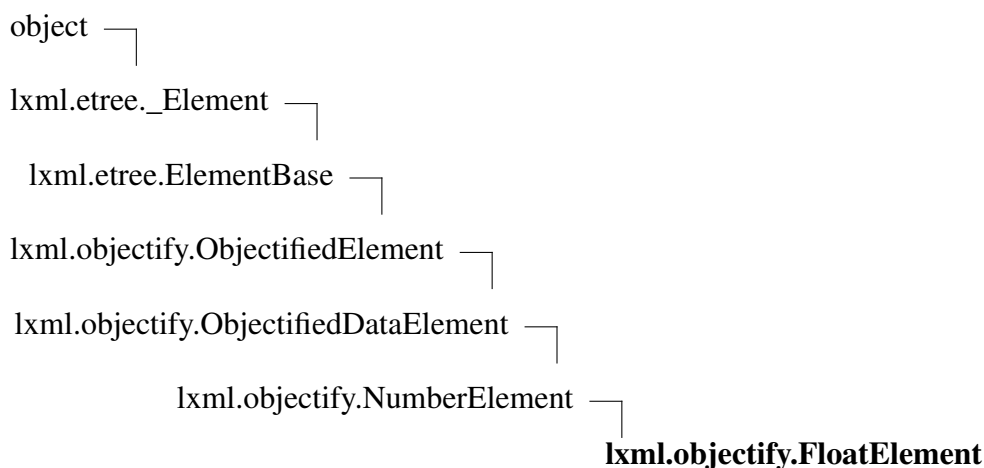 object
lxml.etree._Element
lxml.etree.ElementBase
lxml.objectify.ObjectifiedElement
lxml.objectify.ObjectifiedDataElement
lxml.objectify.NumberElement
lxml.objectify.FloatElement